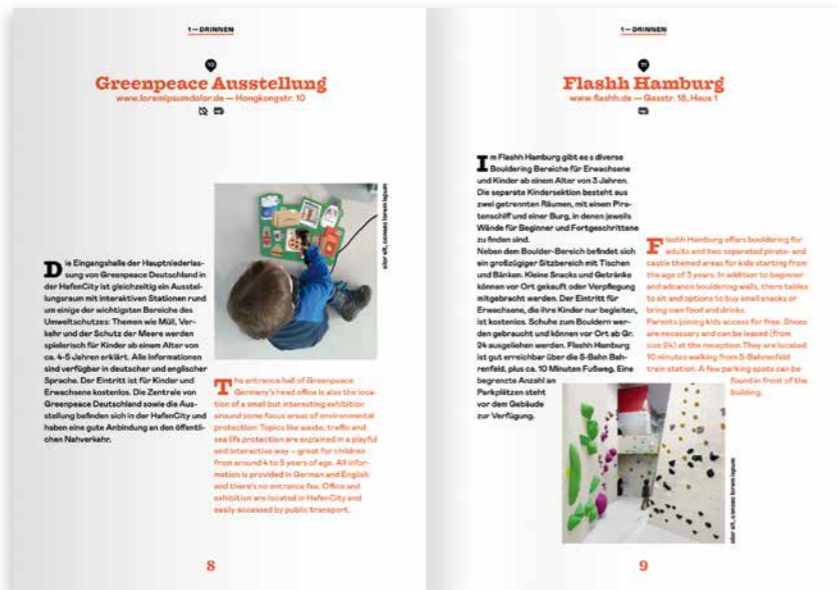 1 — DRINNEN
10
Greenpeace Ausstellung
www.loremipsumdolor.de — Hongkongstr. 10
Die Eingangshalle der Hauptniederlas-
sung von Greenpeace Deutschland in
der HafenCity ist gleichzeitig ein Ausstel-
lungsraum mit interaktiven Stationen rund
um einige der wichtigsten Bereiche des
Umweltschutzes: Themen wie Müll, Ver-
kehr und der Schutz der Meere werden
spielerisch für Kinder ab einem Alter von
ca. 4-5 Jahren erklärt. Alle Informationen
sind verfügbar in deutscher und englischer
Sprache. Der Eintritt ist für Kinder und
Erwachsene kostenlos. Die Zentrale von
Greenpeace Deutschland sowie die Aus-
stellung befinden sich in der HafenCity und
haben eine gute Anbindung an den öffentli-
chen Nahverkehr.
olor sit, consec lorem ipsum
The entrance hall of Greenpeace
Germany's head office is also the loca-
tion of a small but interesting exhibition
around some focus areas of environmental
protection: Topics like waste, traffic and
sea life protection are explained in a playful
and interactive way – great for children
from around 4 to 5 years of age. All infor-
mation is provided in German and English
and there's no entrance fee. Office and
exhibition are located in HafenCity and
easily accessed by public transport.
8
1 — DRINNEN
11
Flashh Hamburg
www.flashh.de — Gasstr. 18, Haus 1
Im Flashh Hamburg gibt es s diverse
Bouldering Bereiche für Erwachsene
und Kinder ab einem Alter von 3 Jahren.
Die separate Kindersektion besteht aus
zwei getrennten Räumen, mit einem Pira-
tenschiff und einer Burg, in denen jeweils
Wände für Beginner und Fortgeschrittene
zu finden sind.
Neben dem Boulder-Bereich befindet sich
ein großzügiger Sitzbereich mit Tischen
und Bänken. Kleine Snacks und Getränke
können vor Ort gekauft oder Verpflegung
mitgebracht werden. Der Eintritt für
Erwachsene, die ihre Kinder nur begleiten,
ist kostenlos. Schuhe zum Bouldern wer-
den gebraucht und können vor Ort ab Gr.
24 ausgeliehen werden. Flashh Hamburg
ist gut erreichbar über die S-Bahn Bah-
renfeld, plus ca. 10 Minuten Fußweg. Eine
begrenzte Anzahl an
Parkplätzen steht
vor dem Gebäude
zur Verfügung.
Flashh Hamburg offers bouldering for
adults and two separated pirate- and
castle themed areas for kids starting from
the age of 3 years. In addition to beginner
and advance bouldering walls, there tables
to sit and options to buy small snacks or
bring own food and drinks.
Parents joining kids access for free. Shoes
are necessary and can be leased (from
size 24) at the reception. They are located
10 minutes walking from S-Bahrenfeld
train station. A few parking spots can be
found in front of the
building.
olor sit, consec lorem ipsum
9